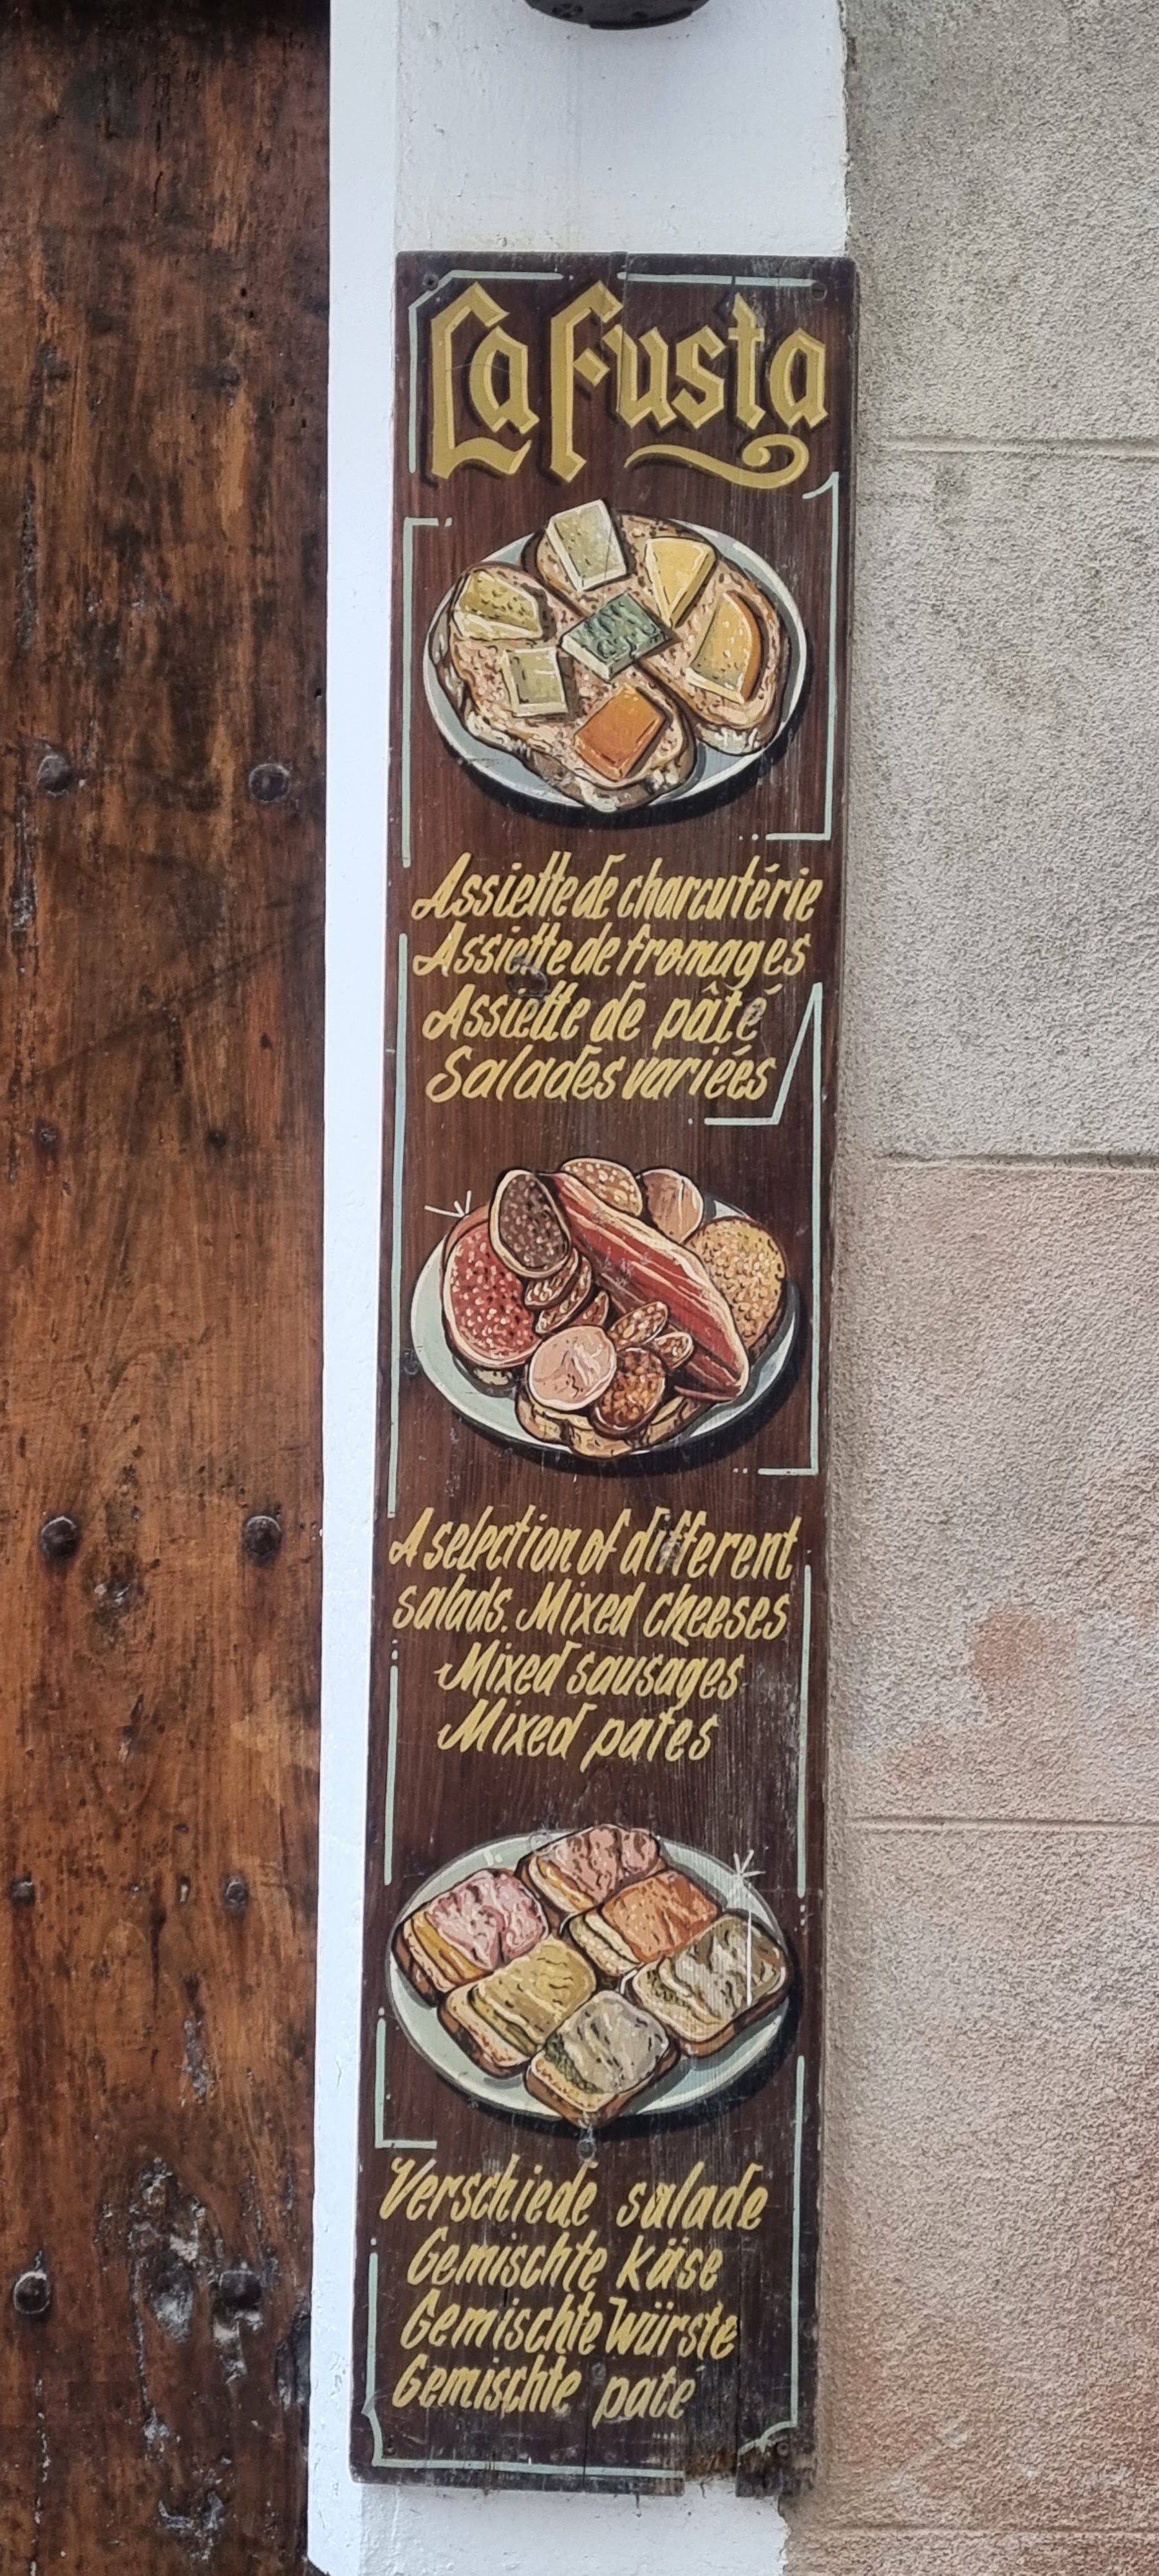 La Fusta
Assiette de charcutérie
Assiette de fromages
Assiette de pâté
Salades variées
A selection of different
salads. Mixed cheeses
Mixed sausages
Mixed pates
Verschiede salade
Gemischte Käse
Gemischte Würste
Gemischte paté